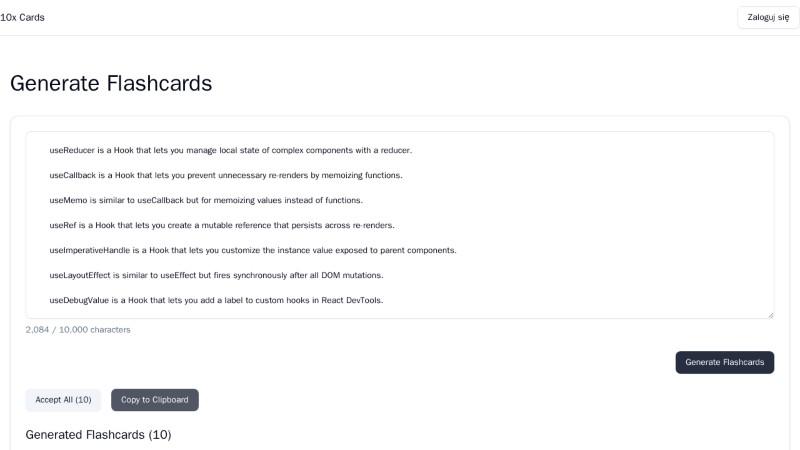 10x Cards
Zaloguj się
Generate Flashcards
useReducer is a Hook that lets you manage local state of complex components with a reducer.
useCallback is a Hook that lets you prevent unnecessary re-renders by memoizing functions.
useMemo is similar to useCallback but for memoizing values instead of functions.
useRef is a Hook that lets you create a mutable reference that persists across re-renders.
useImperativeHandle is a Hook that lets you customize the instance value exposed to parent components.
useLayoutEffect is similar to useEffect but fires synchronously after all DOM mutations.
useDebugValue is a Hook that lets you add a label to custom hooks in React DevTools.
2,084 / 10,000 characters
Generate Flashcards
Accept All (10)
Copy to Clipboard
Generated Flashcards (10)